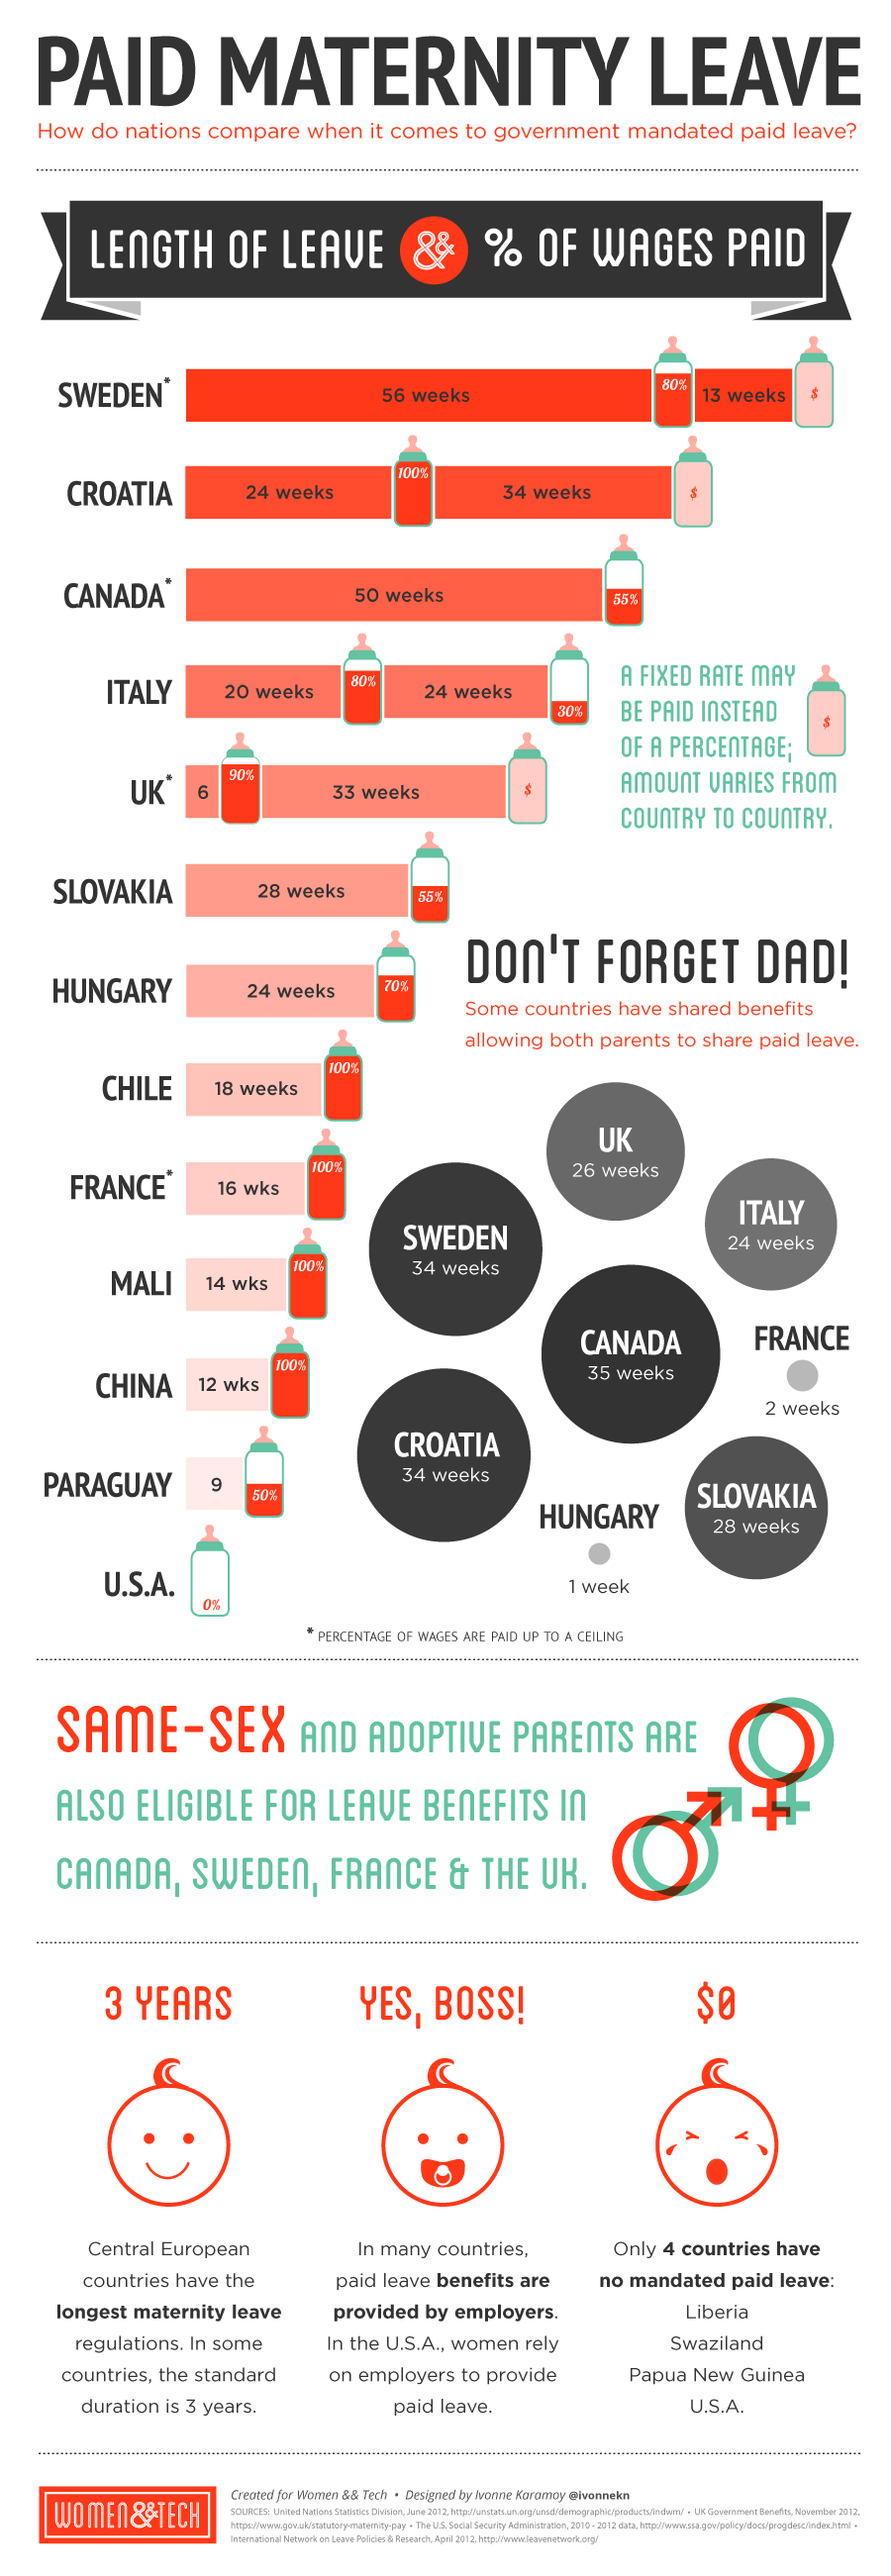 PAID MATERNITY LEAVE
How do nations compare when it comes to government mandated paid leave?
LENGTH OF LEAVE && % OF WAGES PAID
SWEDEN* 56 weeks 80% 13 weeks $
CROATIA 24 weeks 100% 34 weeks $
CANADA* 50 weeks 55%
ITALY 20 weeks 80% 24 weeks 30%
A FIXED RATE MAY
BE PAID INSTEAD
OF A PERCENTAGE;
AMOUNT VARIES FROM
COUNTRY TO COUNTRY.
$
UK* 6 90% 33 weeks $
SLOVAKIA 28 weeks 55%
HUNGARY 24 weeks 70%
CHILE 18 weeks 100%
FRANCE* 16 wks 100%
MALI 14 wks 100%
CHINA 12 wks 100%
PARAGUAY 9 50%
U.S.A. 0%
DON'T FORGET DAD!
Some countries have shared benefits
allowing both parents to share paid leave.
UK
26 weeks
SWEDEN
34 weeks
ITALY
24 weeks
CANADA
35 weeks
FRANCE
2 weeks
CROATIA
34 weeks
HUNGARY
1 week
SLOVAKIA
28 weeks
* PERCENTAGE OF WAGES ARE PAID UP TO A CEILING
SAME-SEX AND ADOPTIVE PARENTS ARE
ALSO ELIGIBLE FOR LEAVE BENEFITS IN
CANADA, SWEDEN, FRANCE & THE UK.
3 YEARS
Central European
countries have the
longest maternity leave
regulations. In some
countries, the standard
duration is 3 years.
YES, BOSS!
In many countries,
paid leave benefits are
provided by employers.
In the U.S.A., women rely
on employers to provide
paid leave.
$0
Only 4 countries have
no mandated paid leave:
Liberia
Swaziland
Papua New Guinea
U.S.A.
WOMEN&&TECH
Created for Women && Tech • Designed by Ivonne Karamoy @ivonnekn
SOURCES: United Nations Statistics Division, June 2012, http://unstats.un.org/unsd/demographic/products/indwm/ • UK Government Benefits, November 2012,
https://www.gov.uk/statutory-maternity-pay • The U.S. Social Security Administration, 2010 - 2012 data, http://www.ssa.gov/policy/docs/progdesc/index.html •
International Network on Leave Policies & Research, April 2012, http://www.leavenetwork.org/